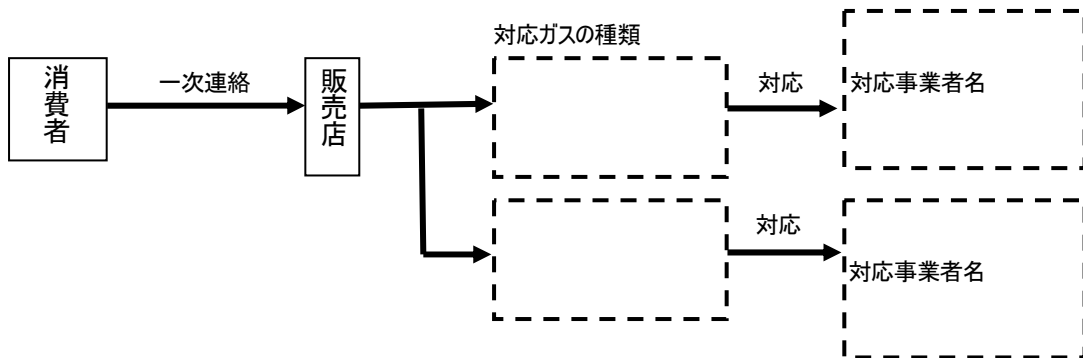 対応ガスの種類
消費者
一次連絡
販売店
対応
対応事業者名
対応
対応事業者名